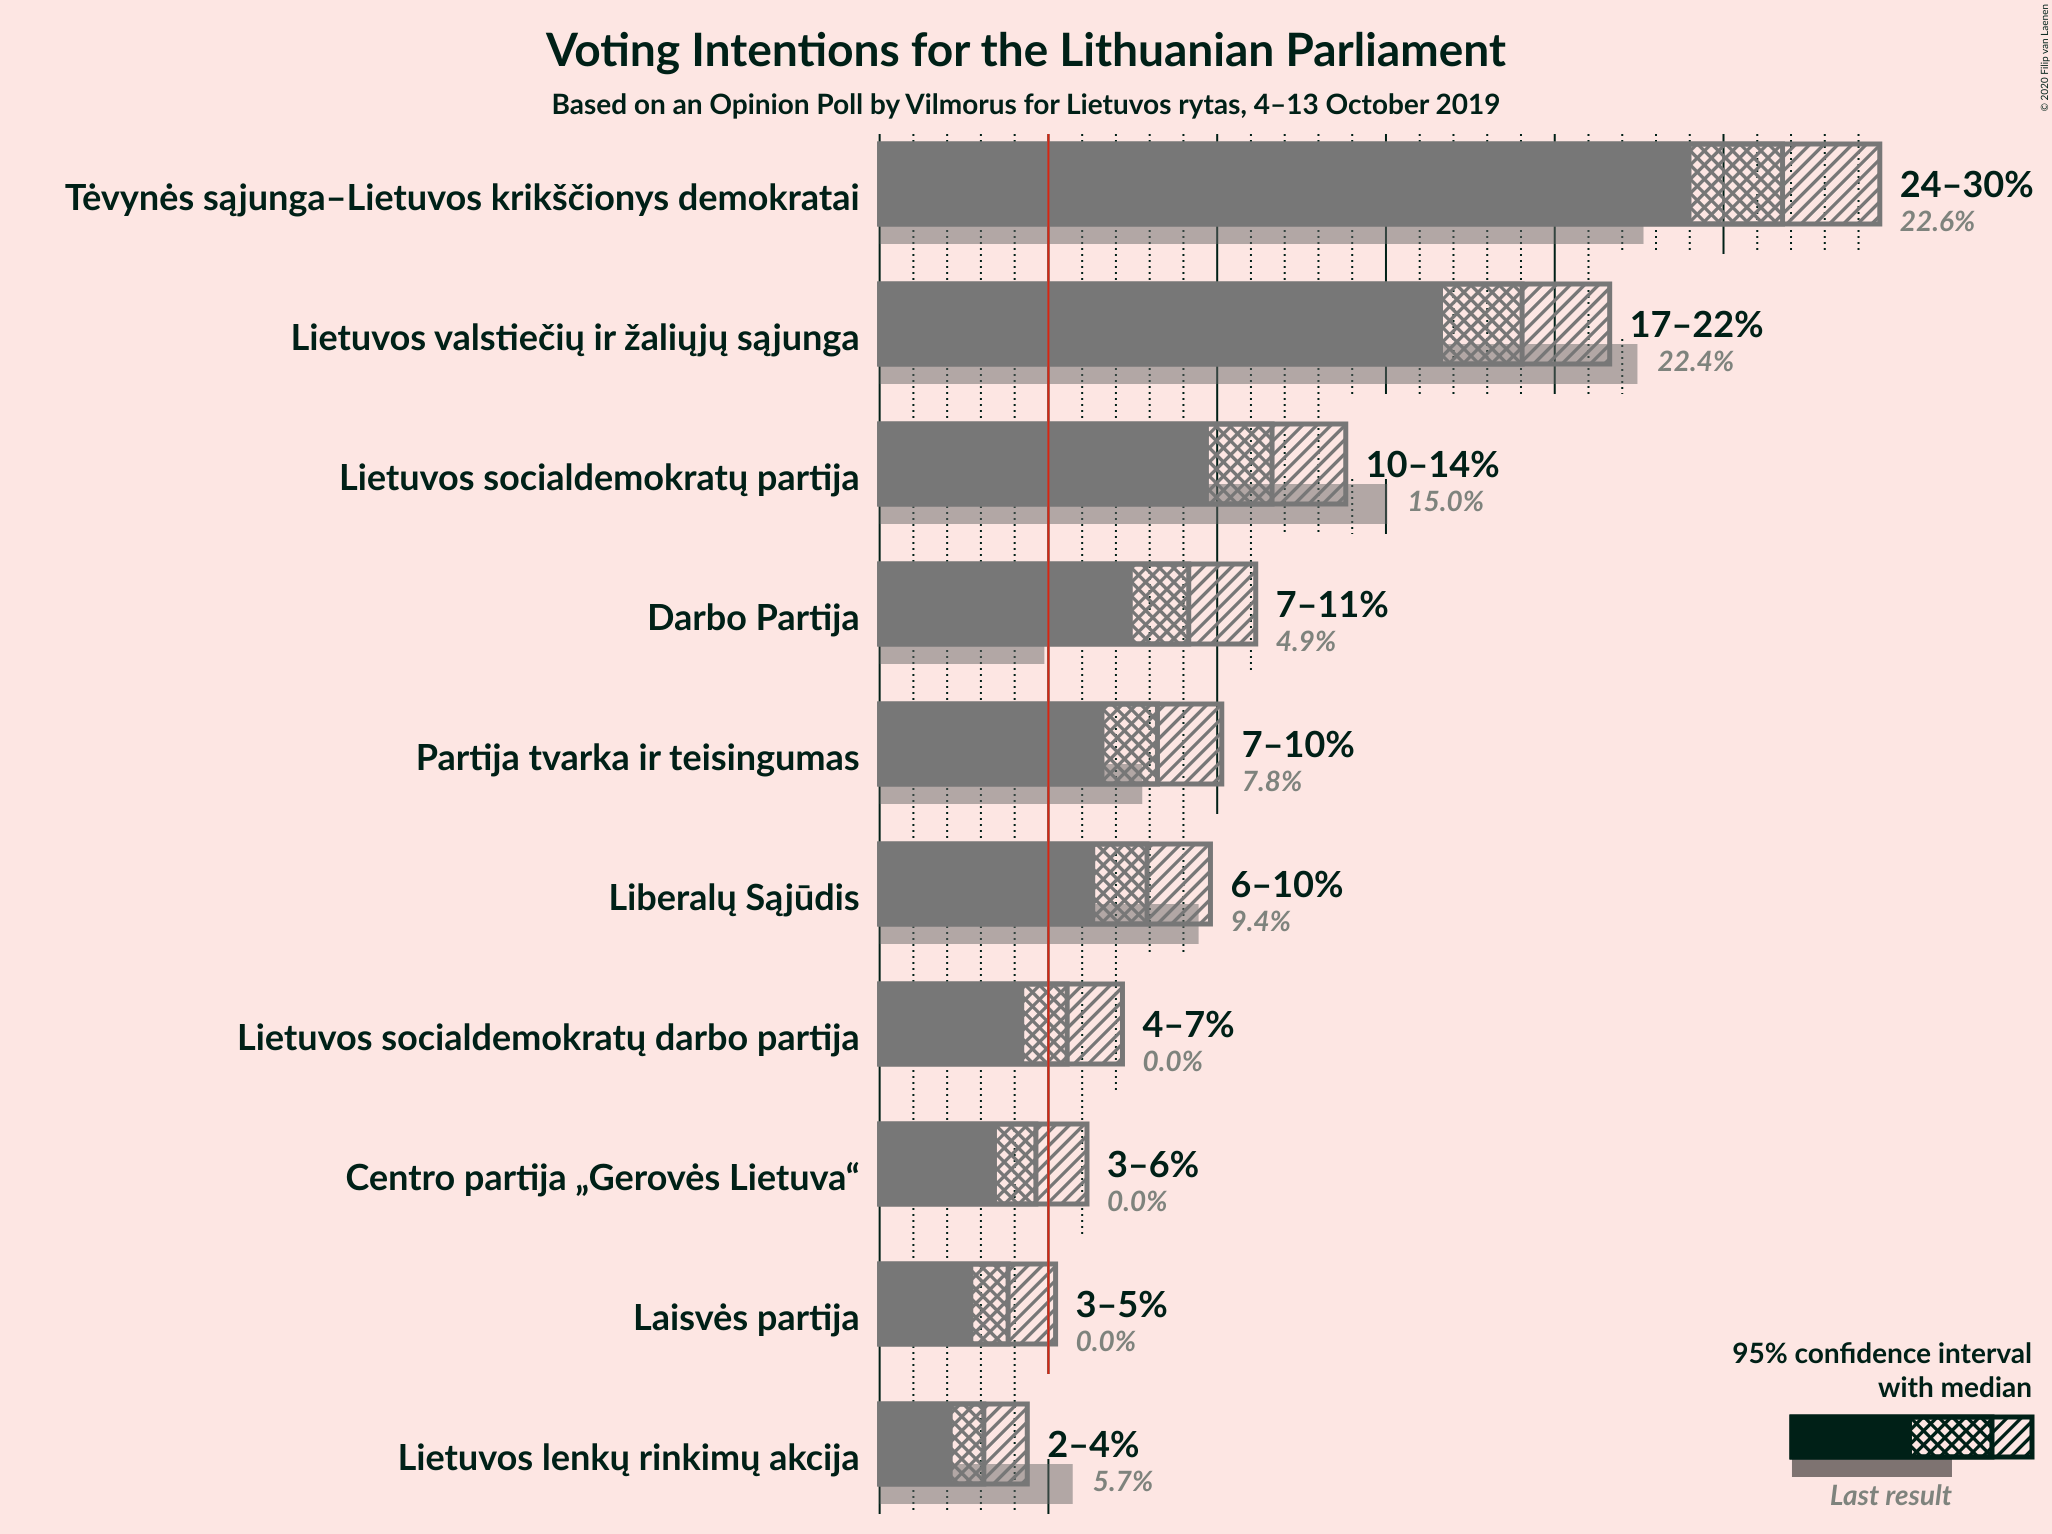 Voting Intentions for the Lithuanian Parliament
Based on an Opinion Poll by Vilmorus for Lietuvos rytas, 4–13 October 2019
© 2020 Filip van Laenen
Tėvynės sąjunga–Lietuvos krikščionys demokratai
24–30%
22.6%
Lietuvos valstiečių ir žaliųjų sąjunga
17–22%
22.4%
Lietuvos socialdemokratų partija
10–14%
15.0%
Darbo Partija
7–11%
4.9%
Partija tvarka ir teisingumas
7–10%
7.8%
Liberalų Sąjūdis
6–10%
9.4%
Lietuvos socialdemokratų darbo partija
4–7%
0.0%
Centro partija „Gerovės Lietuva“
3–6%
0.0%
Laisvės partija
3–5%
0.0%
Lietuvos lenkų rinkimų akcija
2–4%
5.7%
95% confidence interval
with median
Last result